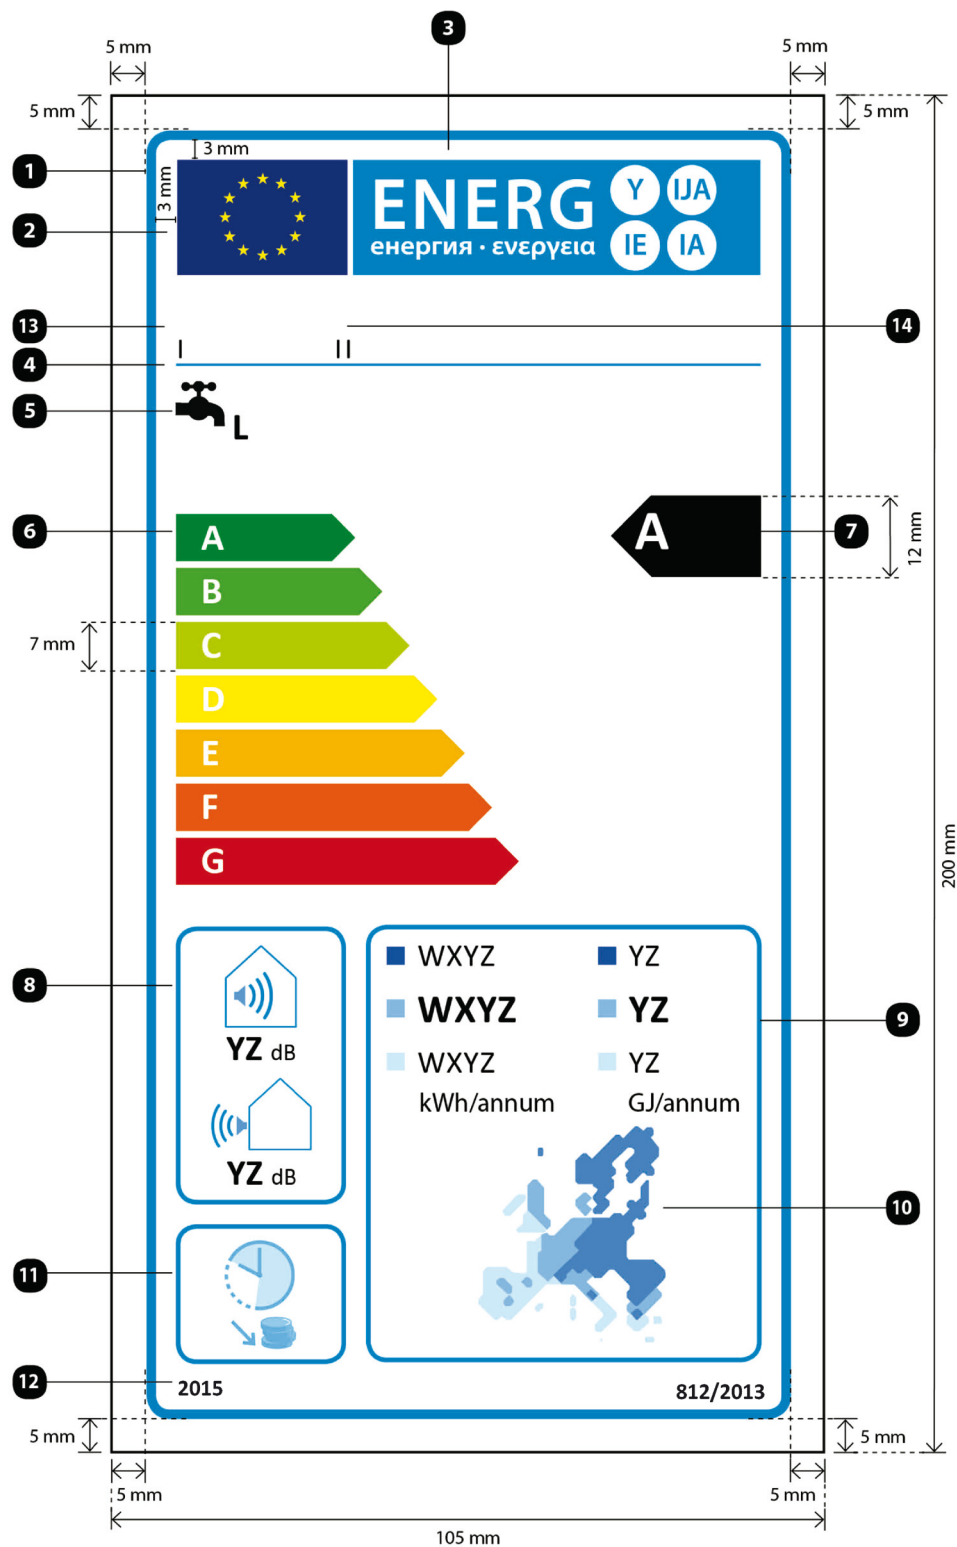 3
5 mm
5 mm
5 mm
5 mm
3 mm
1
3 mm
2
ENERG
енергия · ενεργεια
Y
IJA
IE
IA
13
14
I
II
4
5
L
6
A
A
7
12 mm
B
7 mm
C
D
E
F
G
200 mm
8
YZ dB
YZ dB
WXYZ
YZ
WXYZ
YZ
WXYZ
YZ
kWh/annum
GJ/annum
9
10
11
12
2015
812/2013
5 mm
5 mm
5 mm
5 mm
105 mm